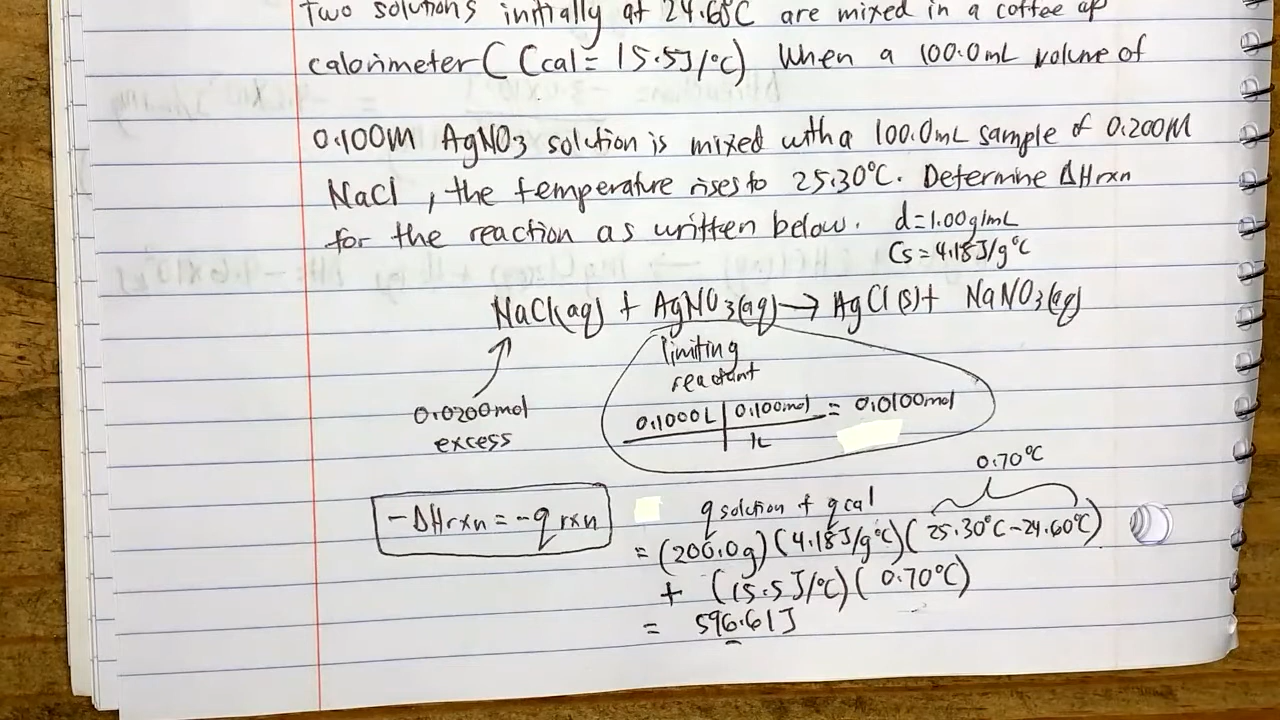 Two solutions initially at 24.60°C are mixed in a coffee cup
calorimeter (Ccal = 15.5J/°C) When a 100.0mL volume of
0.100M AgNO3 solution is mixed with a 100.0mL sample of 0.200M
NaCl, the temperature rises to 25.30°C. Determine ΔHrxn
for the reaction as written below. d=1.00g/mL
Cs = 4.18J/g°C
NaCl(aq) + AgNO3(aq) → AgCl(s) + NaNO3(aq)
limiting
reactant
0.0200mol
excess
0.1000L | 0.100mol = 0.0100mol
1L
0.70°C
-ΔHrxn = -qrxn
q solution + qcal
= (200.0g)(4.18J/g°C)(25.30°C-24.60°C)
+ (15.5J/°C)(0.70°C)
= 596.61J